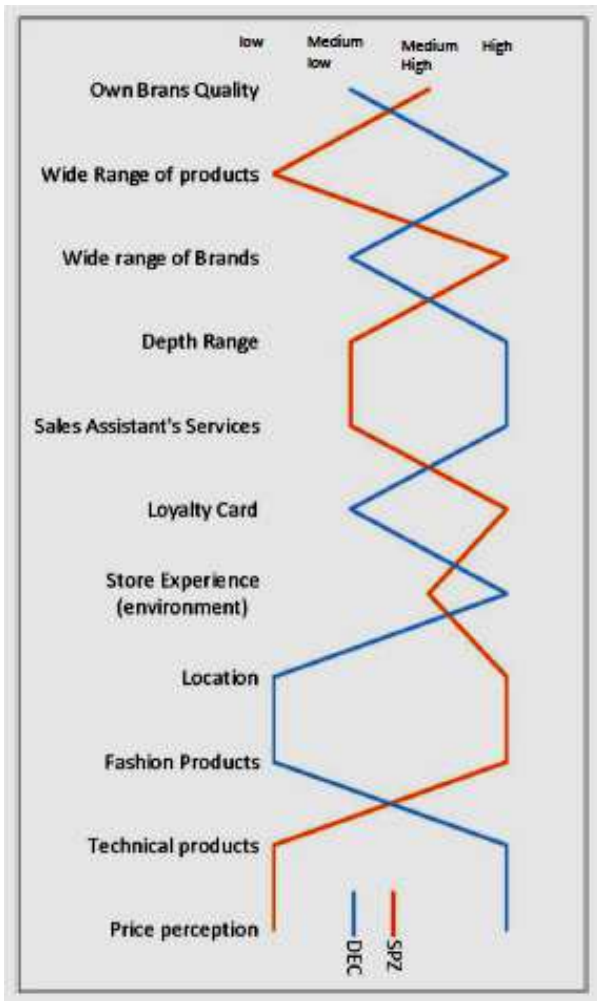 low Medium low Medium High High
Own Brans Quality
Wide Range of products
Wide range of Brands
Depth Range
Sales Assistant's Services
Loyalty Card
Store Experience
(environment)
Location
Fashion Products
Technical products
Price perception
DEC
SPZ